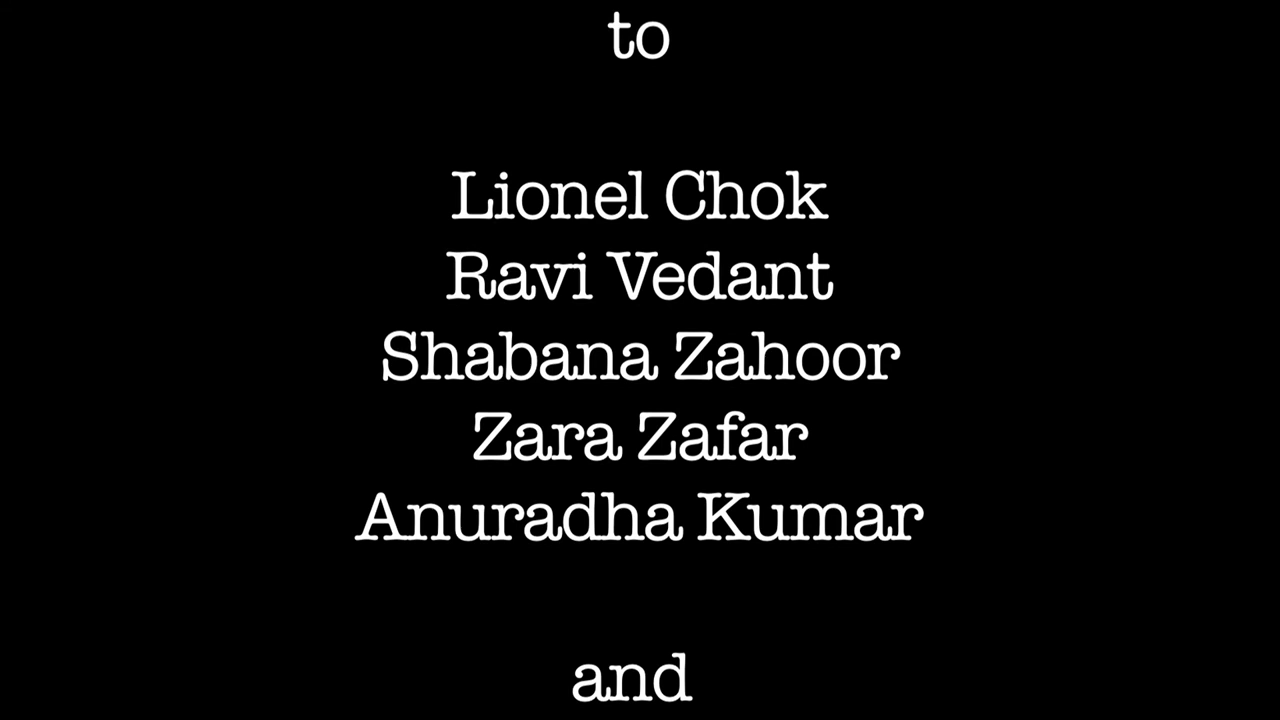 to
Lionel Chok
Ravi Vedant
Shabana Zahoor
Zara Zafar
Anuradha Kumar
and